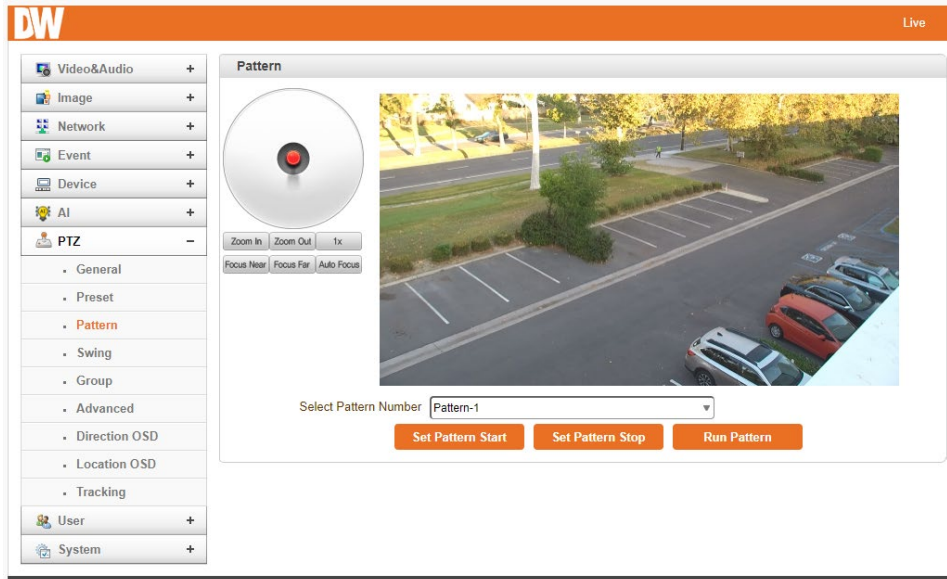 DW
Live
Video&Audio +
Image +
Network +
Event +
Device +
AI +
PTZ -
General
Preset
Pattern
Swing
Group
Advanced
Direction OSD
Location OSD
Tracking
User +
System +
Pattern
Zoom In Zoom Out 1x
Focus Near Focus Far Auto Focus
Select Pattern Number Pattern-1
Set Pattern Start Set Pattern Stop Run Pattern